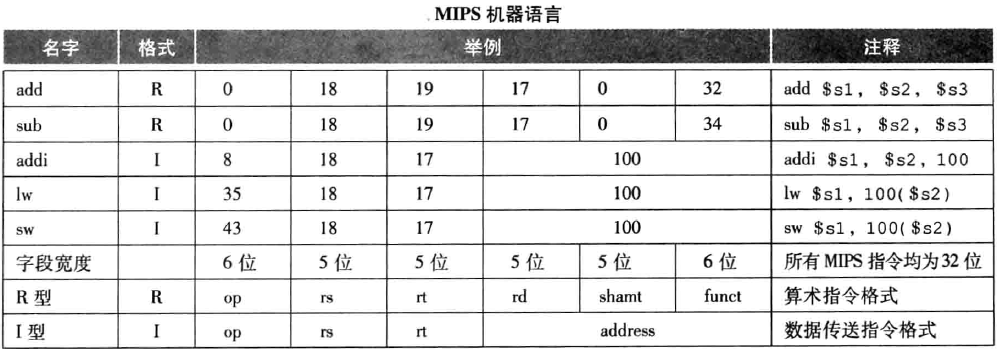 MIPS 机器语言
名字 格式 举例 注释
add R 0 18 19 17 0 32 add $s1, $s2, $s3
sub R 0 18 19 17 0 34 sub $s1, $s2, $s3
addi I 8 18 17 100 addi $s1, $s2, 100
lw I 35 18 17 100 lw $s1, 100($s2)
sw I 43 18 17 100 sw $s1, 100($s2)
字段宽度 6 位 5 位 5 位 5 位 5 位 6 位 所有 MIPS 指令均为 32 位
R 型 R op rs rt rd shamt funct 算术指令格式
I 型 I op rs rt address 数据传送指令格式